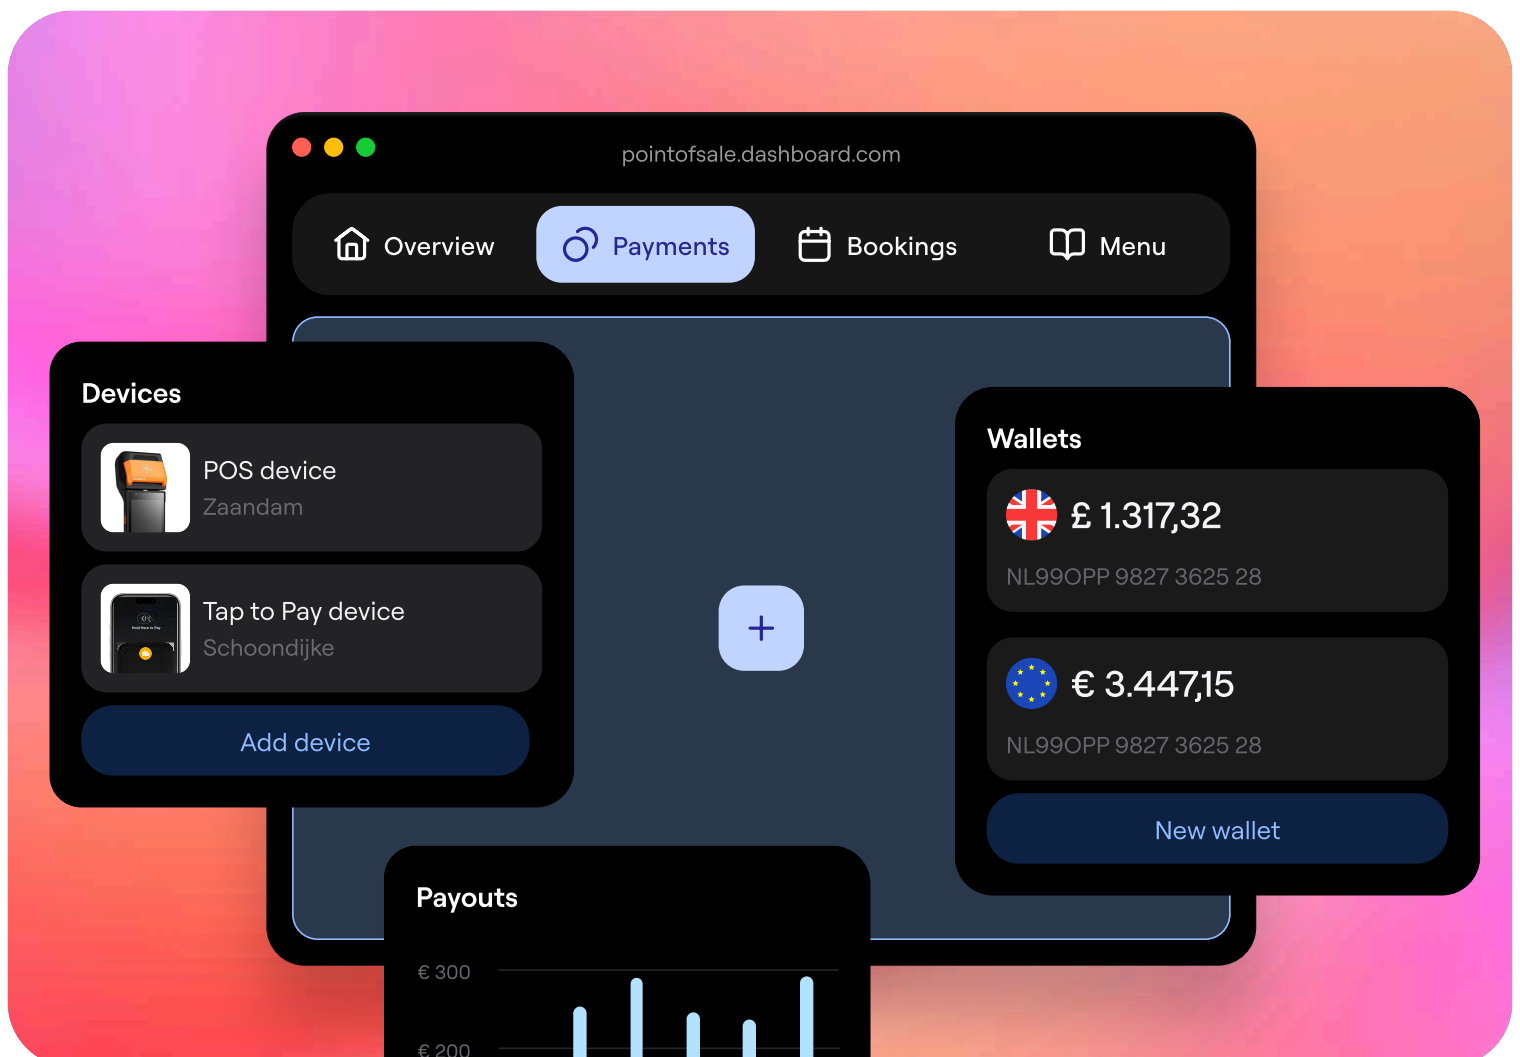 pointofsale.dashboard.com
Overview
Payments
Bookings
Menu
Devices
POS device
Zaandam
Tap to Pay device
Schoondijke
Add device
Wallets
£ 1.317,32
NL99OPP 9827 3625 28
€ 3.447,15
NL99OPP 9827 3625 28
New wallet
Payouts
€ 300
€ 200